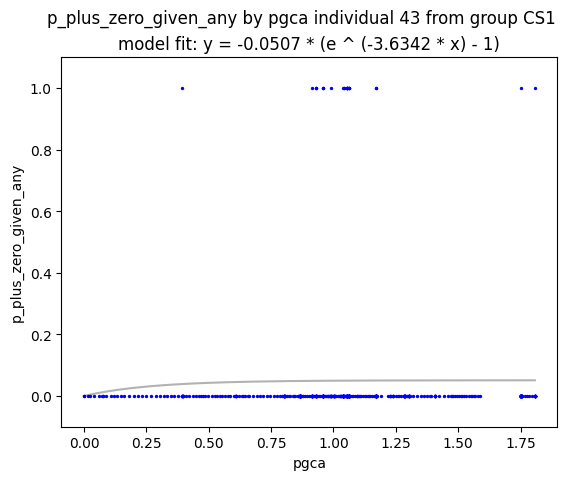 p_plus_zero_given_any by pgca individual 43 from group CS1
model fit: y = -0.0507 * (e ^ (-3.6342 * x) - 1)
p_plus_zero_given_any
1.0
0.8
0.6
0.4
0.2
0.0
0.00 0.25 0.50 0.75 1.00 1.25 1.50 1.75
pgca